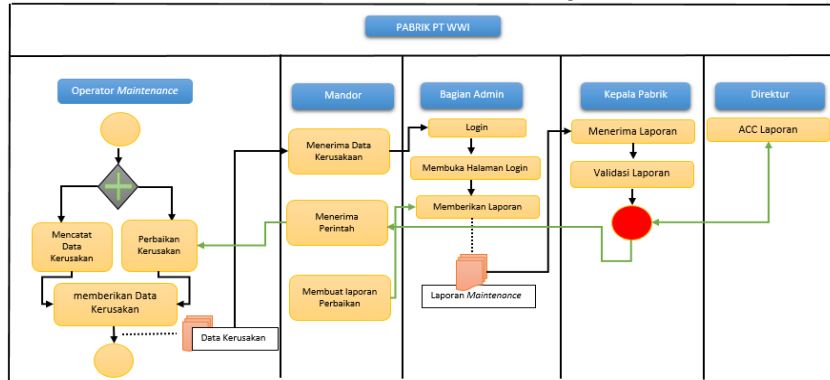 PABRIK PT WWI
Operator Maintenance
Mandor
Bagian Admin
Kepala Pabrik
Direktur
Login
Menerima Laporan
ACC Laporan
Menerima Data
Kerusakaan
Membuka Halaman Login
Validasi Laporan
Memberikan Laporan
Mencatat
Data
Kerusakan
Perbaikan
Kerusakan
Menerima
Perintah
memberikan Data
Kerusakan
Membuat laporan
Perbaikan
Laporan Maintenance
Data Kerusakan